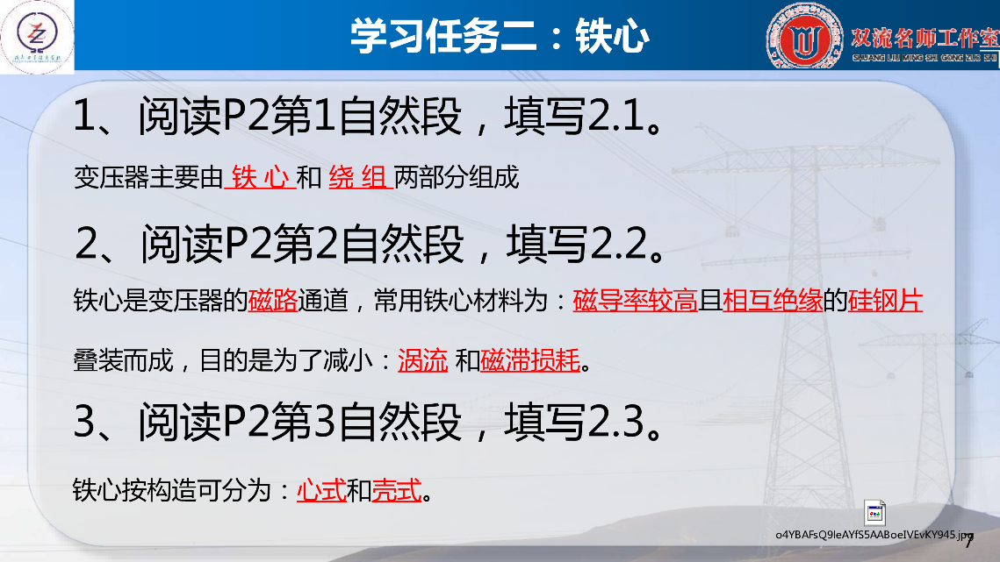 学习任务二：铁心
双流名师工作室
SHUANG LIU MING SHI GONG ZUO SHI
1、阅读P2第1自然段，填写2.1。
变压器主要由 铁 心 和 绕 组 两部分组成
2、阅读P2第2自然段，填写2.2。
铁心是变压器的磁路通道，常用铁心材料为：磁导率较高且相互绝缘的硅钢片
叠装而成，目的是为了减小：涡流 和磁滞损耗。
3、阅读P2第3自然段，填写2.3。
铁心按构造可分为：心式和壳式。
o4YBAFsQ9leAYfS5AABoeIVEvKY945.jpg
7